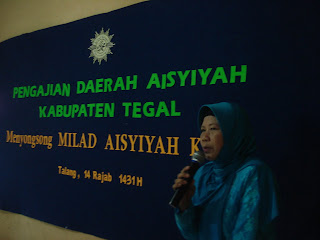 PENGAJIAN DAERAH AISYIYAH
KABUPATEN TEGAL
Menyongsong MILAD AISYIYAH K
Talang, 14 Rajab 1431 H